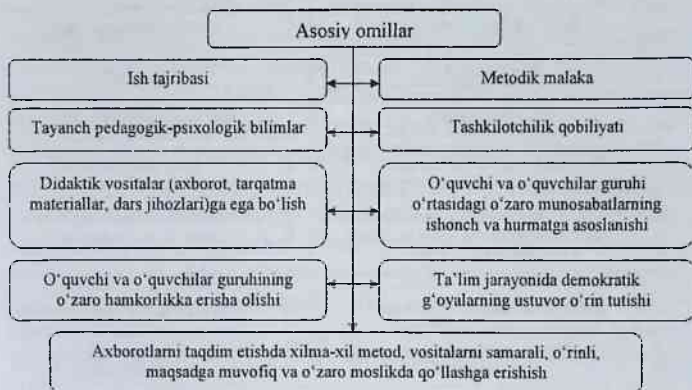 Asosiy omillar
Ish tajribasi
Metodik malaka
Tayanch pedagogik-psixologik bilimlar
Tashkilotchilik qobiliyati
Didaktik vositalar (axborot, tarqatma
materiallar, dars jihozlari)ga ega bo‘lish
O‘quvchi va o‘quvchilar guruhi
o‘rtasidagi o‘zaro munosabatlarning
ishonch va hurmatga asoslanishi
O‘quvchi va o‘quvchilar guruhining
o‘zaro hamkorlikka erisha olishi
Ta’lim jarayonida demokratik
g‘oyalarning ustuvor o‘rin tutishi
Axborotlarni taqdim etishda xilma-xil metod, vositalarni samarali, o‘rinli,
maqsadga muvofiq va o‘zaro moslikda qo‘llashga erishish